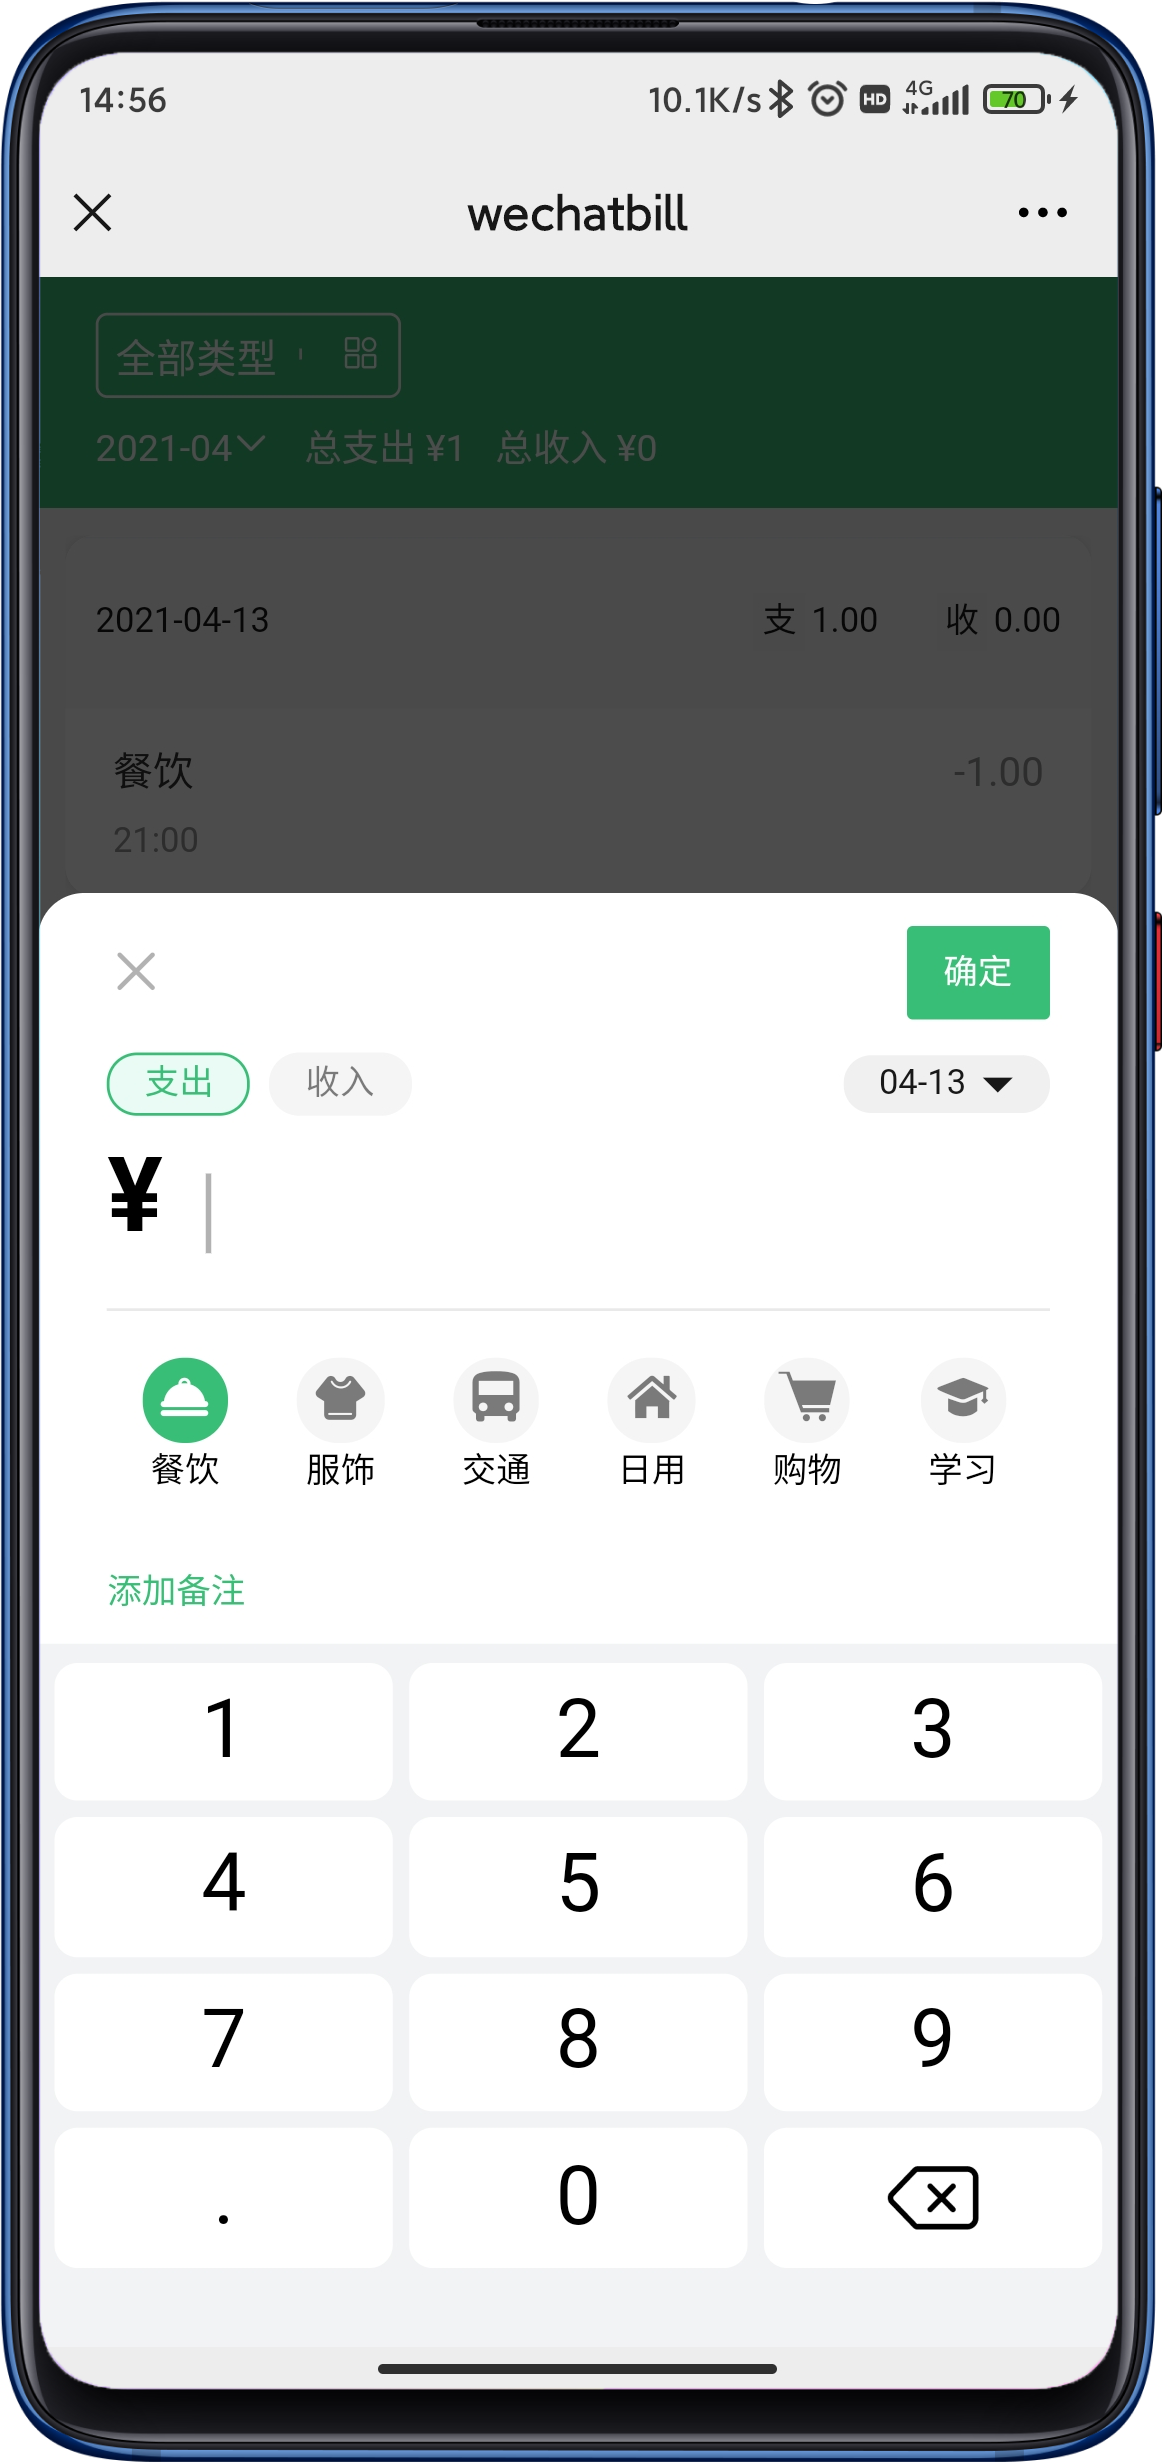 14:56 10.1K/s HD 4G 70
wechatbill
全部类型
2021-04 总支出 ¥1 总收入 ¥0
2021-04-13 支 1.00 收 0.00
餐饮 -1.00
21:00
确定
支出 收入 04-13
¥
餐饮 服饰 交通 日用 购物 学习
添加备注
1 2 3
4 5 6
7 8 9
. 0